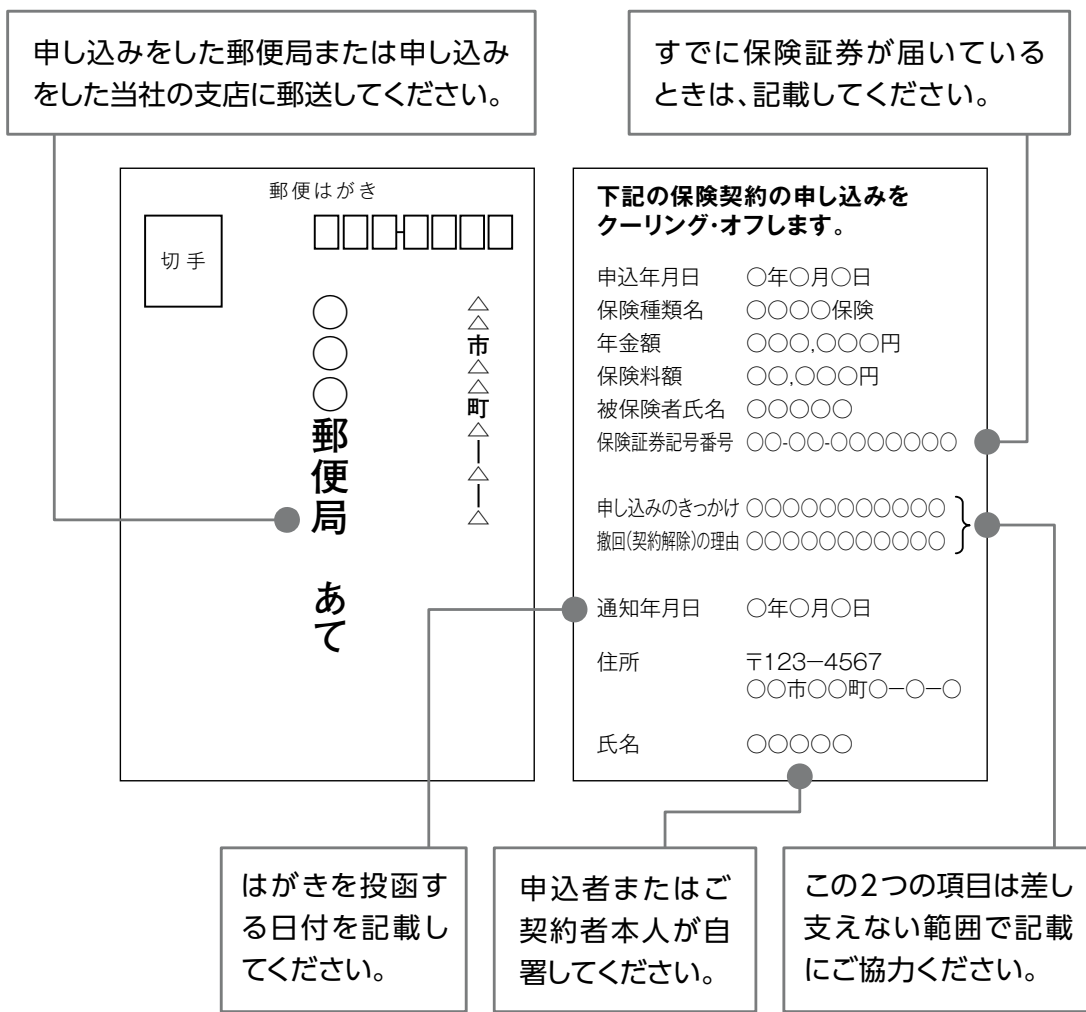 申し込みをした郵便局または申し込み
をした当社の支店に郵送してください。
すでに保険証券が届いている
ときは、記載してください。
郵便はがき
切手
△△市△△町△ー△ー△
○○○郵便局 あて
下記の保険契約の申し込みを
クーリング・オフします。
申込年月日 ○年○月○日
保険種類名 ○○○○保険
年金額 ○○○,○○○円
保険料額 ○○,○○○円
被保険者氏名 ○○○○○
保険証券記号番号 ○○-○○-○○○○○○○
申し込みのきっかけ ○○○○○○○○○○○
撤回(契約解除)の理由 ○○○○○○○○○○○
通知年月日 ○年○月○日
住所 〒123−4567
○○市○○町○−○−○
氏名 ○○○○○
はがきを投函す
る日付を記載し
てください。
申込者またはご
契約者本人が自
署してください。
この2つの項目は差し
支えない範囲で記載
にご協力ください。